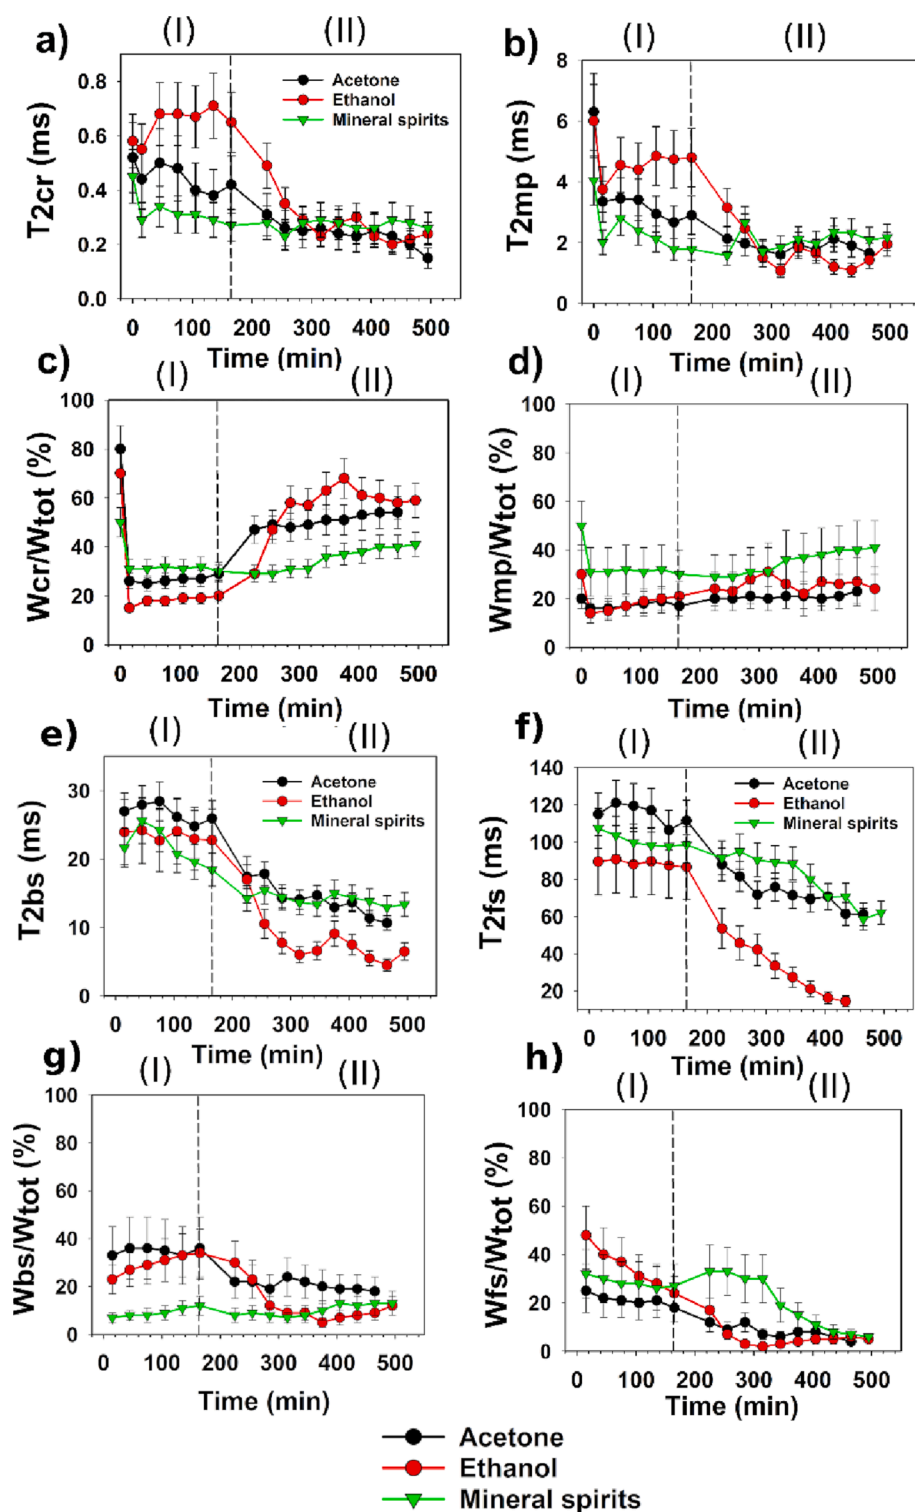 a) (I) (II)
T2cr (ms)
0.8
0.6
0.4
0.2
0.0
Acetone
Ethanol
Mineral spirits
0 100 200 300 400 500
Time (min)
b) (I) (II)
T2mp (ms)
8
6
4
2
0
0 100 200 300 400 500
Time (min)
c) (I) (II)
Wcr/Wtot (%)
100
80
60
40
20
0
0 100 200 300 400 500
Time (min)
d) (I) (II)
Wmp/Wtot (%)
100
80
60
40
20
0
0 100 200 300 400 500
Time (min)
e) (I) (II)
T2bs (ms)
30
20
10
0
Acetone
Ethanol
Mineral spirits
0 100 200 300 400 500
Time (min)
f) (I) (II)
T2fs (ms)
140
120
100
80
60
40
20
Acetone
Ethanol
Mineral spirits
0 100 200 300 400 500
Time (min)
g) (I) (II)
Wbs/Wtot (%)
100
80
60
40
20
0
0 100 200 300 400 500
Time (min)
h) (I) (II)
Wfs/Wtot (%)
100
80
60
40
20
0
0 100 200 300 400 500
Time (min)
Acetone
Ethanol
Mineral spirits